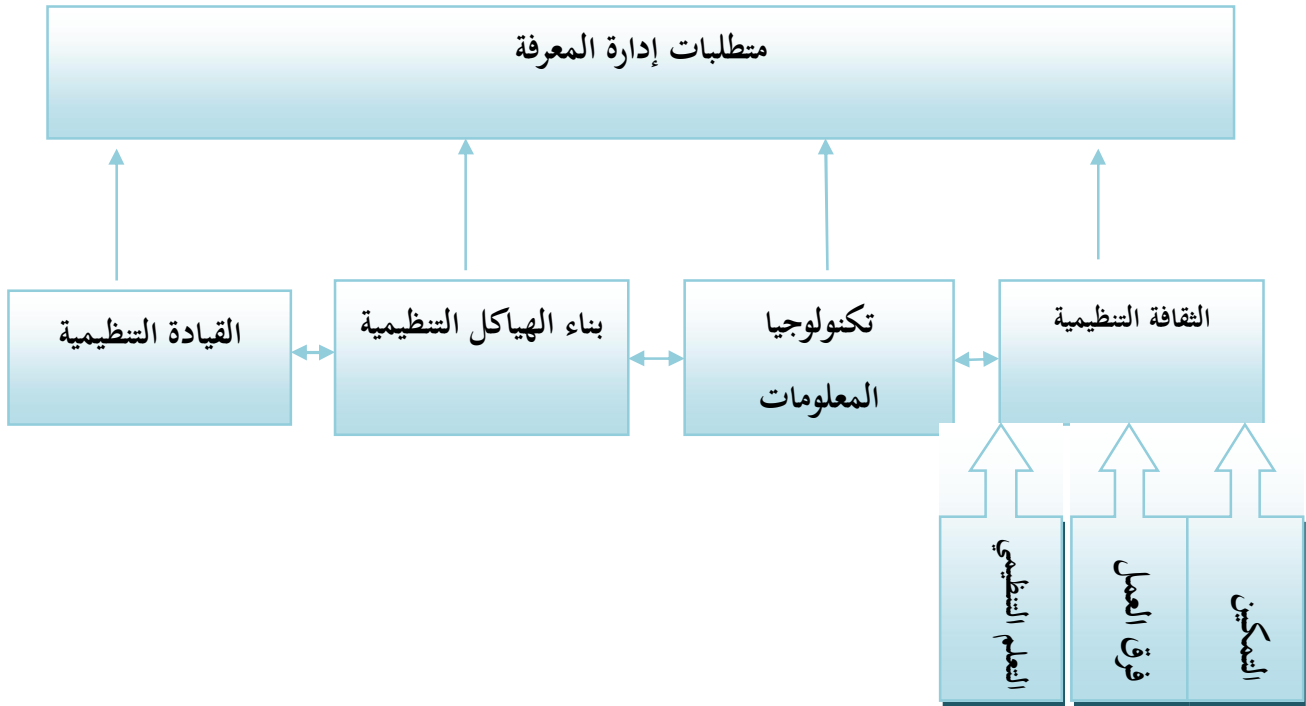 متطلبات إدارة المعرفة
الثقافة التنظيمية
تكنولوجيا
المعلومات
بناء الهياكل التنظيمية
القيادة التنظيمية
التمكين
فرق العمل
التعلم التنظيمي